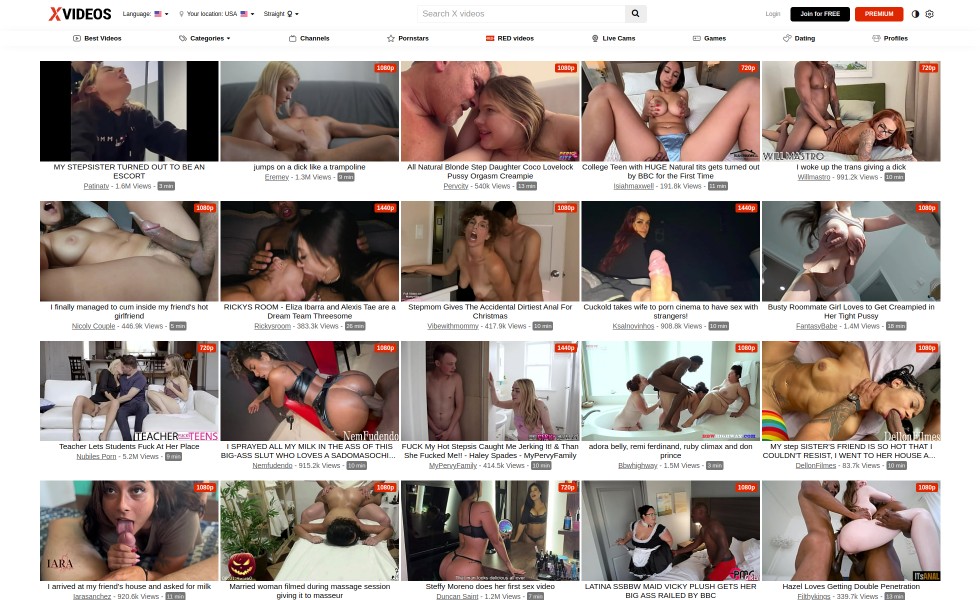 XVIDEOS
Language:
Your location: USA
Straight
Search X videos
Login
Join for FREE
PREMIUM
Best Videos
Categories
Channels
Pornstars
RED videos
Live Cams
Games
Dating
Profiles
1080p
1080p
720p
720p
WILLMASTRO
MY STEPSISTER TURNED OUT TO BE AN
ESCORT
Patinatv - 1.6M Views - 3 min
jumps on a dick like a trampoline
Eremev - 1.3M Views - 9 min
All Natural Blonde Step Daughter Coco Lovelock
Pussy Orgasm Creampie
Pervcity - 540k Views - 13 min
College Teen with HUGE Natural tits gets turned out
by BBC for the First Time
Isiahmaxwell - 191.8k Views - 11 min
I woke up the trans giving a dick
Willmastro - 991.2k Views - 10 min
1080p
1440p
1080p
1440p
1080p
I finally managed to cum inside my friend's hot
girlfriend
Nicoly Couple - 446.9k Views - 5 min
RICKYS ROOM - Eliza Ibarra and Alexis Tae are a
Dream Team Threesome
Rickysroom - 383.3k Views - 26 min
Stepmom Gives The Accidental Dirtiest Anal For
Christmas
Vibewithmommy - 417.9k Views - 10 min
Cuckold takes wife to porn cinema to have sex with
strangers!
Ksalnovinhos - 908.8k Views - 10 min
Busty Roommate Girl Loves to Get Creampied in
Her Tight Pussy
FantasyBabe - 1.4M Views - 18 min
720p
1080p
1440p
1080p
1080p
TEACHER TEENS
NemFudendo
DellonFilmes
Teacher Lets Students Fuck At Her Place
Nubiles Porn - 5.2M Views - 9 min
I SPRAYED ALL MY MILK IN THE ASS OF THIS
BIG-ASS SLUT WHO LOVES A SADOMASOCHI...
Nemfudendo - 915.2k Views - 10 min
FUCK My Hot Stepsis Caught Me Jerking It! & Than
She Fucked Me!! - Haley Spades - MyPervyFamily
MyPervyFamily - 414.5k Views - 10 min
adora belly, remi ferdinand, ruby climax and don
prince
Bbwhighway - 1.5M Views - 3 min
MY step SISTER'S FRIEND IS SO HOT THAT I
COULDN'T RESIST, I WENT TO HER HOUSE A...
DellonFilmes - 83.7k Views - 10 min
1080p
1080p
720p
1080p
1080p
IARA
ITSANAL
I arrived at my friend's house and asked for milk
Iarasanchez - 920.6k Views - 11 min
Married woman filmed during massage session
giving it to masseur
Steffy Moreno does her first sex video
Duncan Saint - 1.2M Views - 7 min
LATINA SSBBW MAID VICKY PLUSH GETS HER
BIG ASS RAILED BY BBC
Hazel Loves Getting Double Penetration
Filthykings - 339.7k Views - 13 min